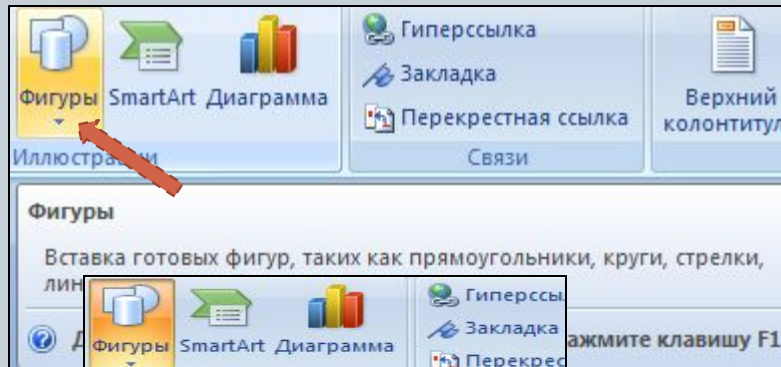 Гиперссылка
Закладка
Фигуры SmartArt Диаграмма
Верхний
колонтитул
Перекрестная ссылка
Связи
Фигуры
Вставка готовых фигур, таких как прямоугольники, круги, стрелки,
Гиперссы
Закладка
Фигуры SmartArt Диаграмма
ажмите клавишу F1
Перекрес